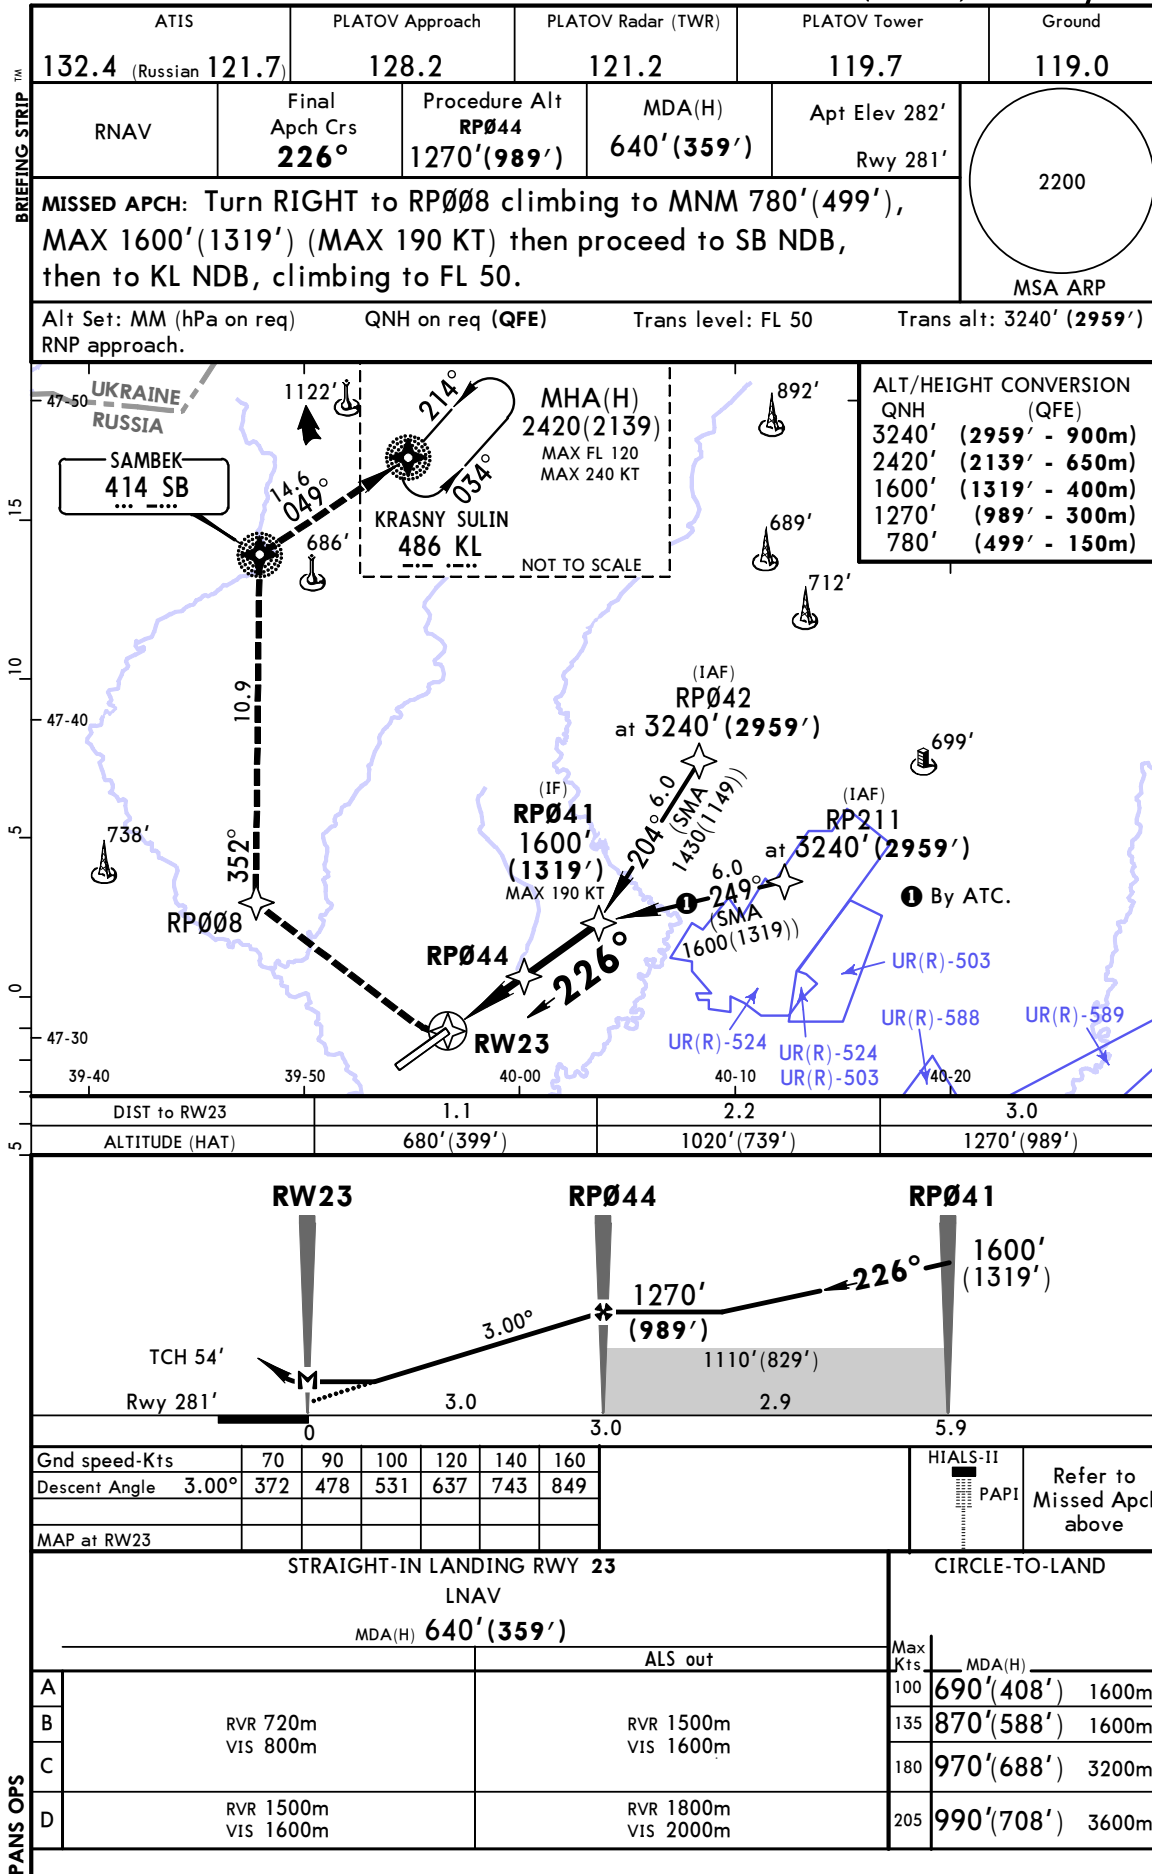 ATIS
132.4 (Russian 121.7)
PLATOV Approach
128.2
PLATOV Radar (TWR)
121.2
PLATOV Tower
119.7
Ground
119.0
BRIEFING STRIP TM
RNAV
Final
Apch Crs
226°
Procedure Alt
RPØ44
1270'(989')
MDA(H)
640'(359')
Apt Elev 282'
Rwy 281'
2200
MSA ARP
MISSED APCH: Turn RIGHT to RPØØ8 climbing to MNM 780'(499'),
MAX 1600'(1319') (MAX 190 KT) then proceed to SB NDB,
then to KL NDB, climbing to FL 50.
Alt Set: MM (hPa on req) QNH on req (QFE) Trans level: FL 50 Trans alt: 3240' (2959')
RNP approach.
47-50
UKRAINE
RUSSIA
1122'
214°
034°
MHA(H)
2420(2139)
MAX FL 120
MAX 240 KT
KRASNY SULIN
486 KL
NOT TO SCALE
892'
ALT/HEIGHT CONVERSION
QNH (QFE)
3240' (2959' - 900m)
2420' (2139' - 650m)
1600' (1319' - 400m)
1270' (989' - 300m)
780' (499' - 150m)
SAMBEK
414 SB
14.6
049°
686'
689'
712'
15
10
5
0
5
47-40
10.9
352°
738'
RPØØ8
(IAF)
RPØ42
at 3240'(2959')
204° 6.0
(SMA
1430(1149))
699'
(IF)
RPØ41
1600'
(1319')
MAX 190 KT
(IAF)
RP211
at 3240'(2959')
6.0
1 249°
(SMA
1600(1319))
1 By ATC.
RPØ44
226°
RW23
UR(R)-503
UR(R)-524
UR(R)-524
UR(R)-503
UR(R)-588
UR(R)-589
47-30
39-40
39-50
40-00
40-10
40-20
DIST to RW23 1.1 2.2 3.0
ALTITUDE (HAT) 680'(399') 1020'(739') 1270'(989')
RW23
RPØ44
RPØ41
1600'
(1319')
226°
1270'
(989')
3.00°
1110'(829')
TCH 54'
M
Rwy 281'
3.0
2.9
0
3.0
5.9
Gnd speed-Kts 70 90 100 120 140 160
Descent Angle 3.00° 372 478 531 637 743 849
MAP at RW23
HIALS-II
PAPI
Refer to
Missed Apch
above
STRAIGHT-IN LANDING RWY 23
LNAV
MDA(H) 640'(359')
ALS out
CIRCLE-TO-LAND
Max
Kts
MDA(H)
A
B
C
D
RVR 720m
VIS 800m
RVR 1500m
VIS 1600m
RVR 1500m
VIS 1600m
RVR 1800m
VIS 2000m
100 690'(408') 1600m
135 870'(588') 1600m
180 970'(688') 3200m
205 990'(708') 3600m
PANS OPS